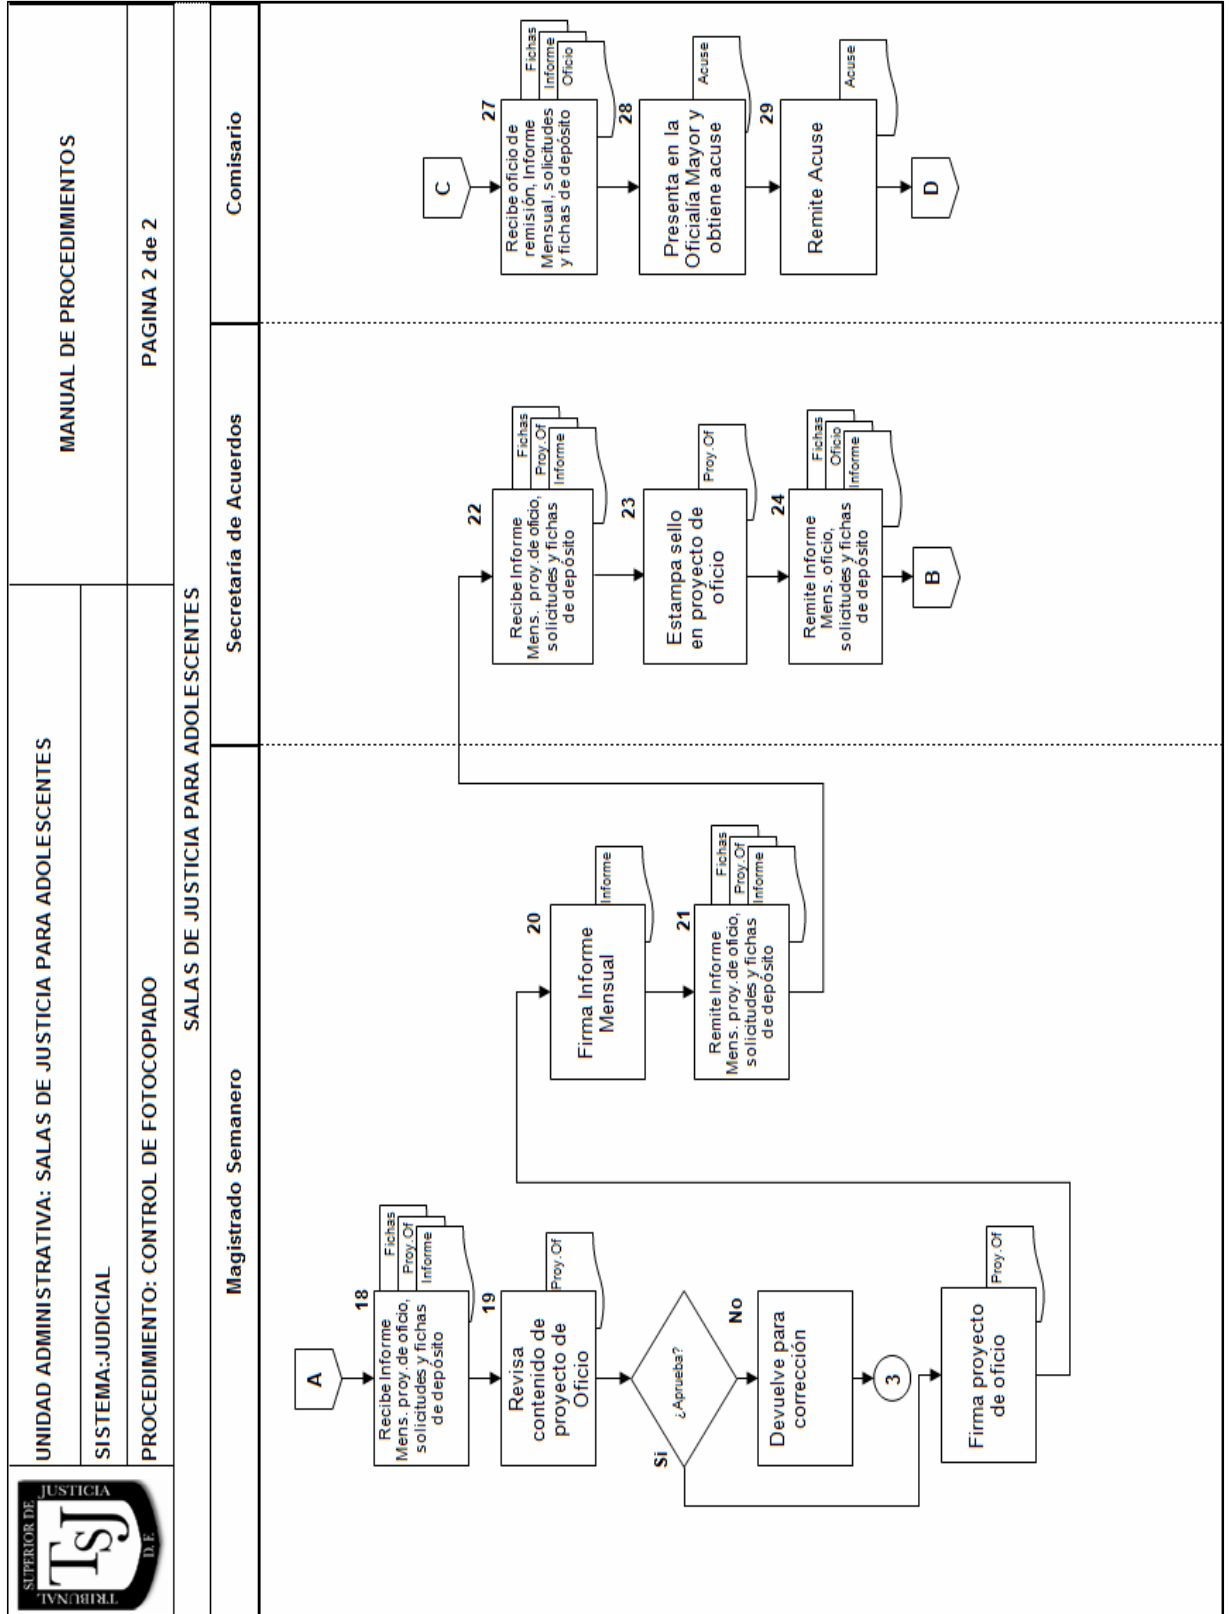 SUPERIOR DE
TRIBUNAL
JUSTICIA
TSJ
D. F.
UNIDAD ADMINISTRATIVA: SALAS DE JUSTICIA PARA ADOLESCENTES
MANUAL DE PROCEDIMIENTOS
SISTEMA:JUDICIAL
PROCEDIMIENTO: CONTROL DE FOTOCOPIADO
PAGINA 2 de 2
SALAS DE JUSTICIA PARA ADOLESCENTES
Magistrado Semanero
Secretaría de Acuerdos
Comisario
A
18
Recibe Informe
Mens. proy.de oficio,
solicitudes y fichas
de depósito
Fichas
Proy.Of
Informe
19
Revisa
contenido de
proyecto de
Oficio
Proy.Of
¿Aprueba?
Si
No
Devuelve para
corrección
3
Firma proyecto
de oficio
Proy.Of
20
Firma Informe
Mensual
Informe
21
Remite Informe
Mens. proy.de oficio,
solicitudes y fichas
de depósito
Fichas
Proy.Of
Informe
22
Recibe Informe
Mens. proy.de oficio,
solicitudes y fichas
de depósito
Fichas
Proy.Of
Informe
23
Estampa sello
en proyecto de
oficio
Proy.Of
24
Remite Informe
Mens. oficio,
solicitudes y fichas
de depósito
Fichas
Oficio
Informe
B
C
27
Recibe oficio de
remisión, Informe
Mensual, solicitudes
y fichas de depósito
Fichas
Informe
Oficio
28
Presenta en la
Oficialía Mayor y
obtiene acuse
Acuse
29
Remite Acuse
Acuse
D